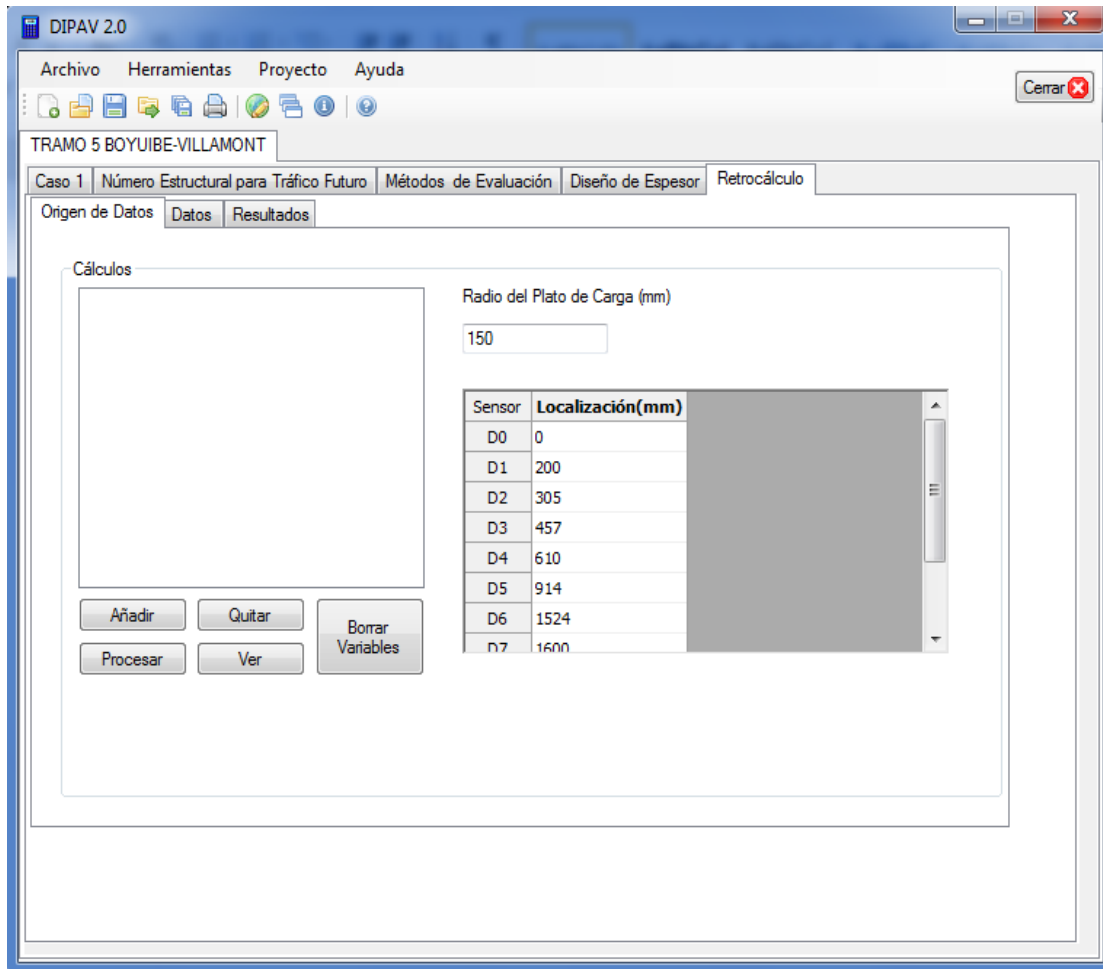 DIPAV 2.0
Archivo Herramientas Proyecto Ayuda
Cerrar
TRAMO 5 BOYUIBE-VILLAMONT
Caso 1 Número Estructural para Tráfico Futuro Métodos de Evaluación Diseño de Espesor Retrocálculo
Origen de Datos Datos Resultados
Cálculos
Radio del Plato de Carga (mm)
150
Sensor Localización(mm)
D0 0
D1 200
D2 305
D3 457
D4 610
D5 914
D6 1524
D7 1600
Añadir Quitar Borrar Variables
Procesar Ver